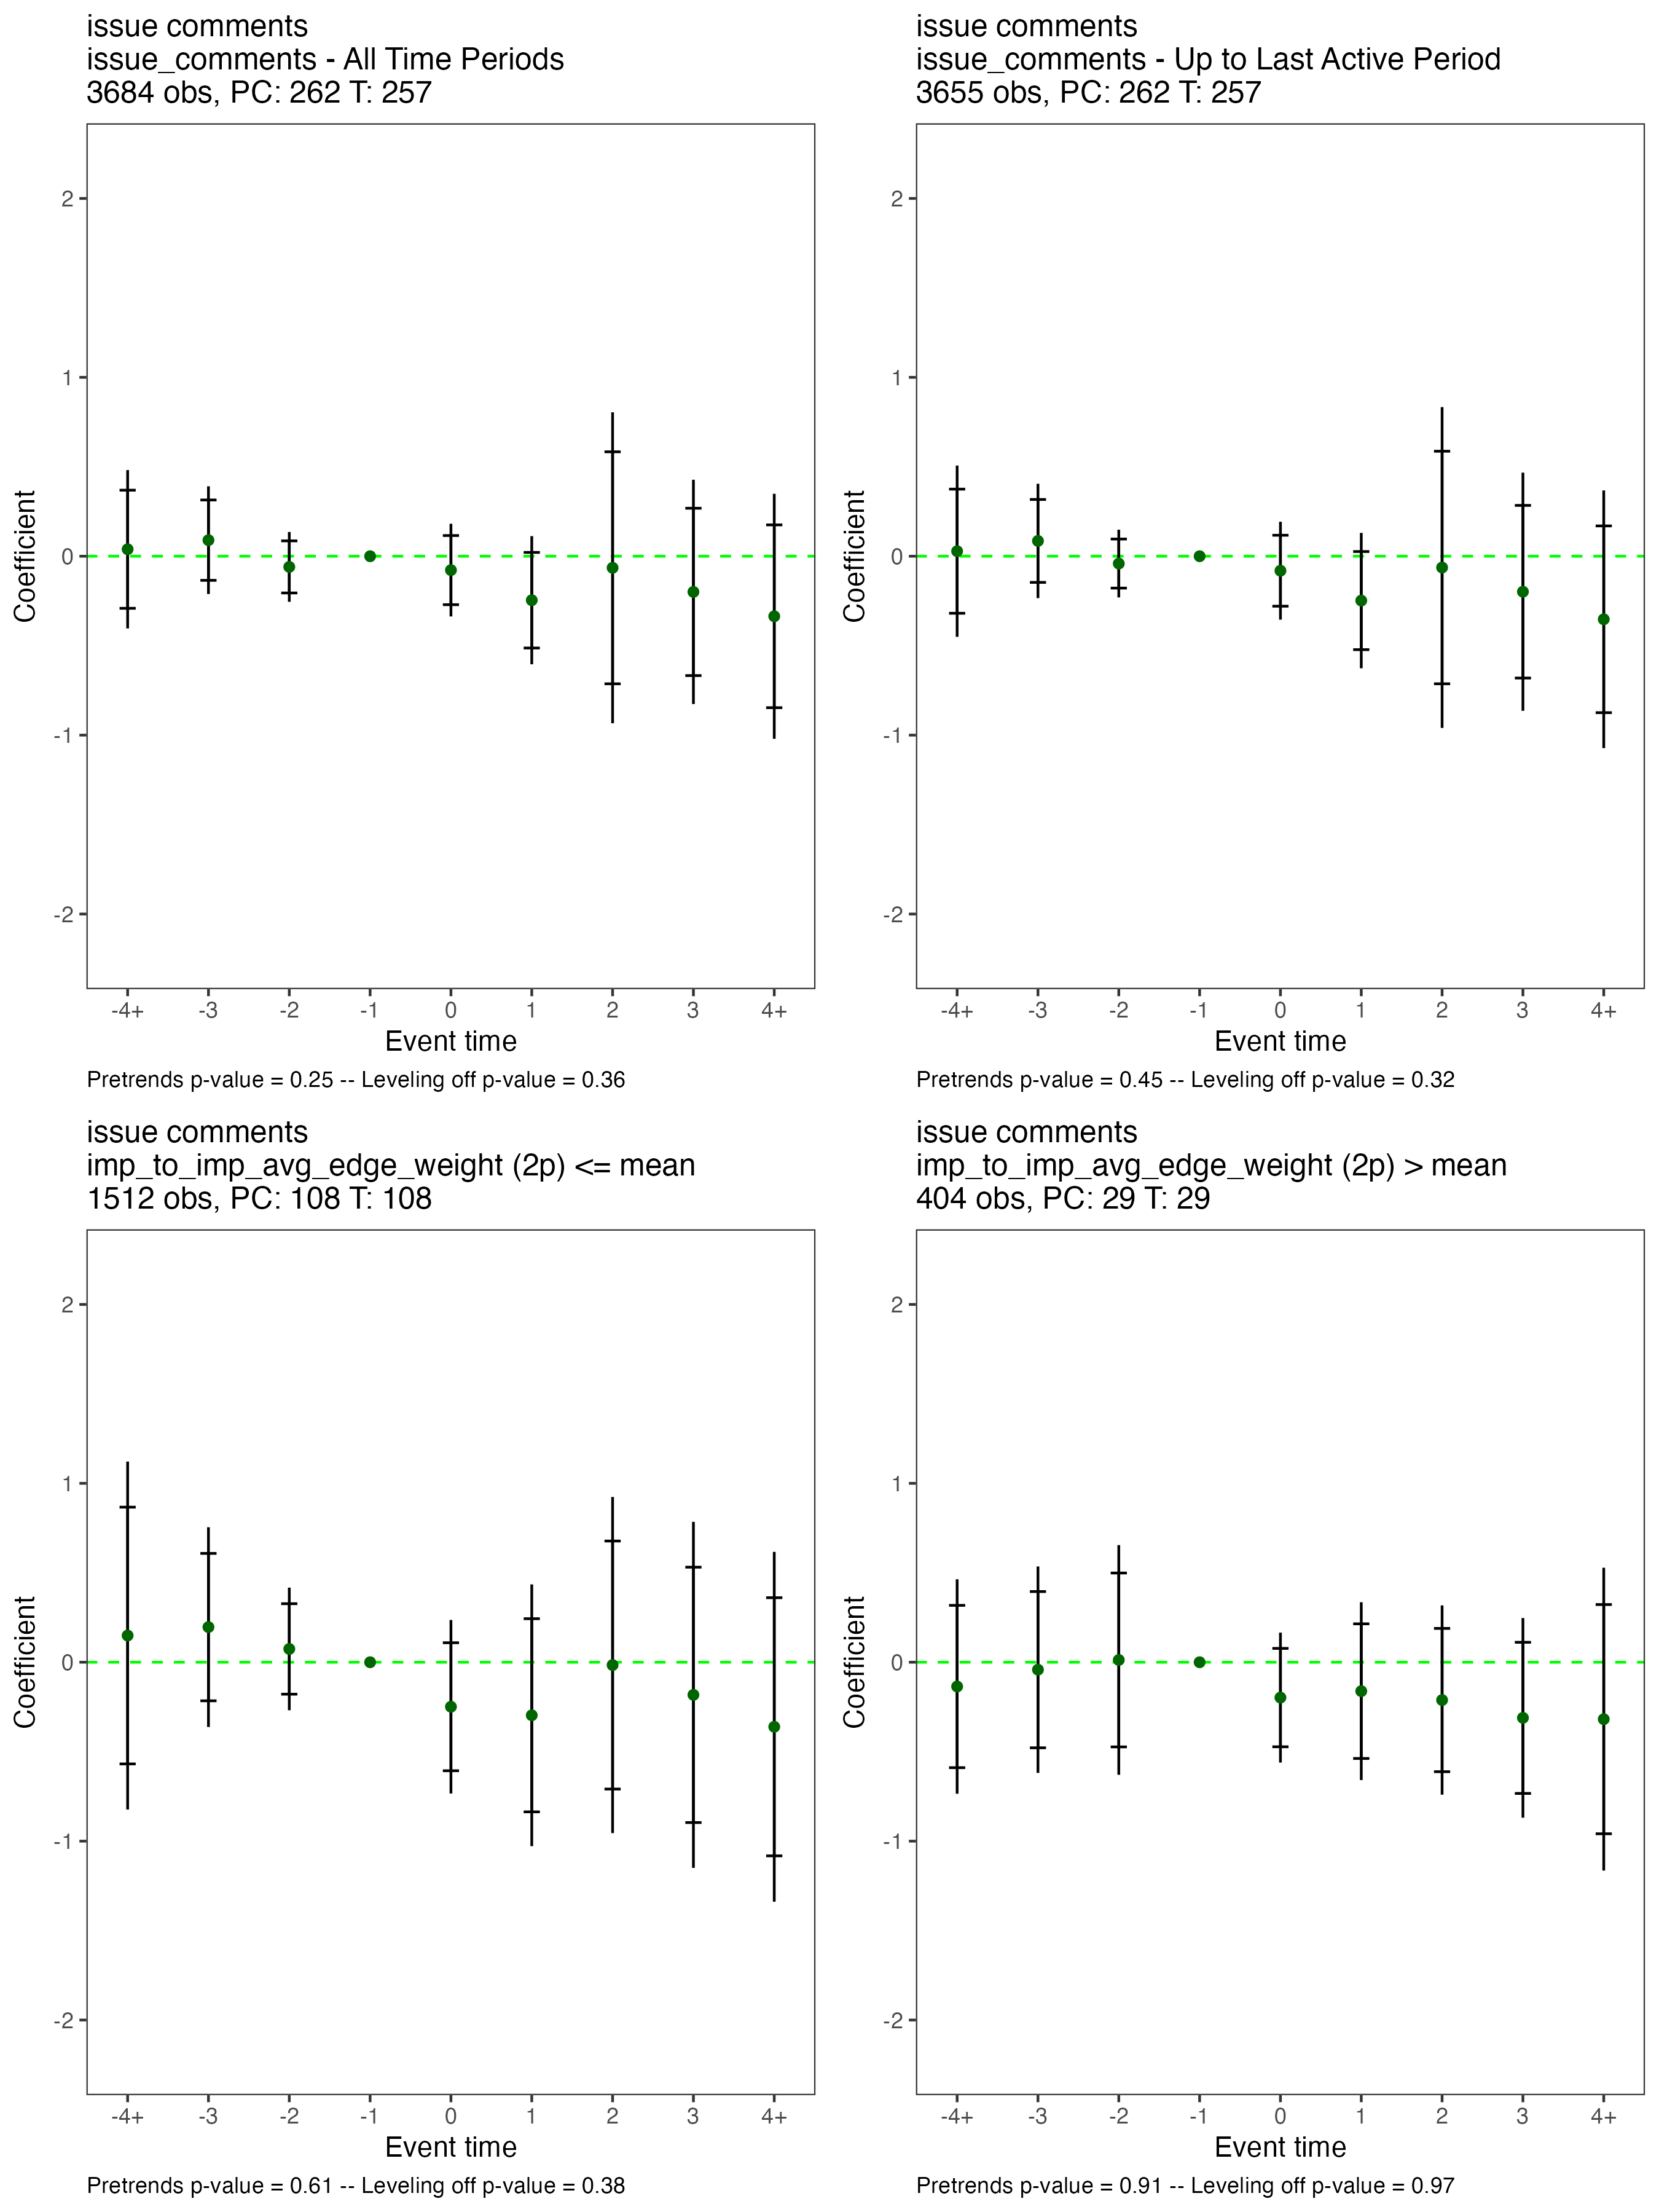 issue comments
issue_comments - All Time Periods
3684 obs, PC: 262 T: 257
Coefficient
2
1
0
-1
-2
-4+ -3 -2 -1 0 1 2 3 4+
Event time
Pretrends p-value = 0.25 -- Leveling off p-value = 0.36
issue comments
issue_comments - Up to Last Active Period
3655 obs, PC: 262 T: 257
Coefficient
2
1
0
-1
-2
-4+ -3 -2 -1 0 1 2 3 4+
Event time
Pretrends p-value = 0.45 -- Leveling off p-value = 0.32
issue comments
imp_to_imp_avg_edge_weight (2p) <= mean
1512 obs, PC: 108 T: 108
Coefficient
2
1
0
-1
-2
-4+ -3 -2 -1 0 1 2 3 4+
Event time
Pretrends p-value = 0.61 -- Leveling off p-value = 0.38
issue comments
imp_to_imp_avg_edge_weight (2p) > mean
404 obs, PC: 29 T: 29
Coefficient
2
1
0
-1
-2
-4+ -3 -2 -1 0 1 2 3 4+
Event time
Pretrends p-value = 0.91 -- Leveling off p-value = 0.97